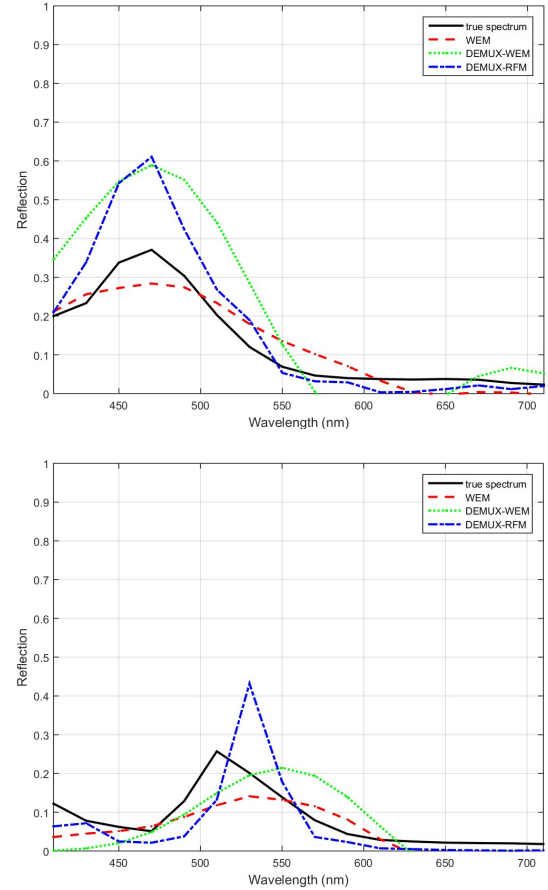 1
0.9
0.8
0.7
0.6
0.5
0.4
0.3
0.2
0.1
0
Reflection
true spectrum
WEM
DEMUX-WEM
DEMUX-RFM
450 500 550 600 650 700
Wavelength (nm)
1
0.9
0.8
0.7
0.6
0.5
0.4
0.3
0.2
0.1
0
Reflection
true spectrum
WEM
DEMUX-WEM
DEMUX-RFM
450 500 550 600 650 700
Wavelength (nm)